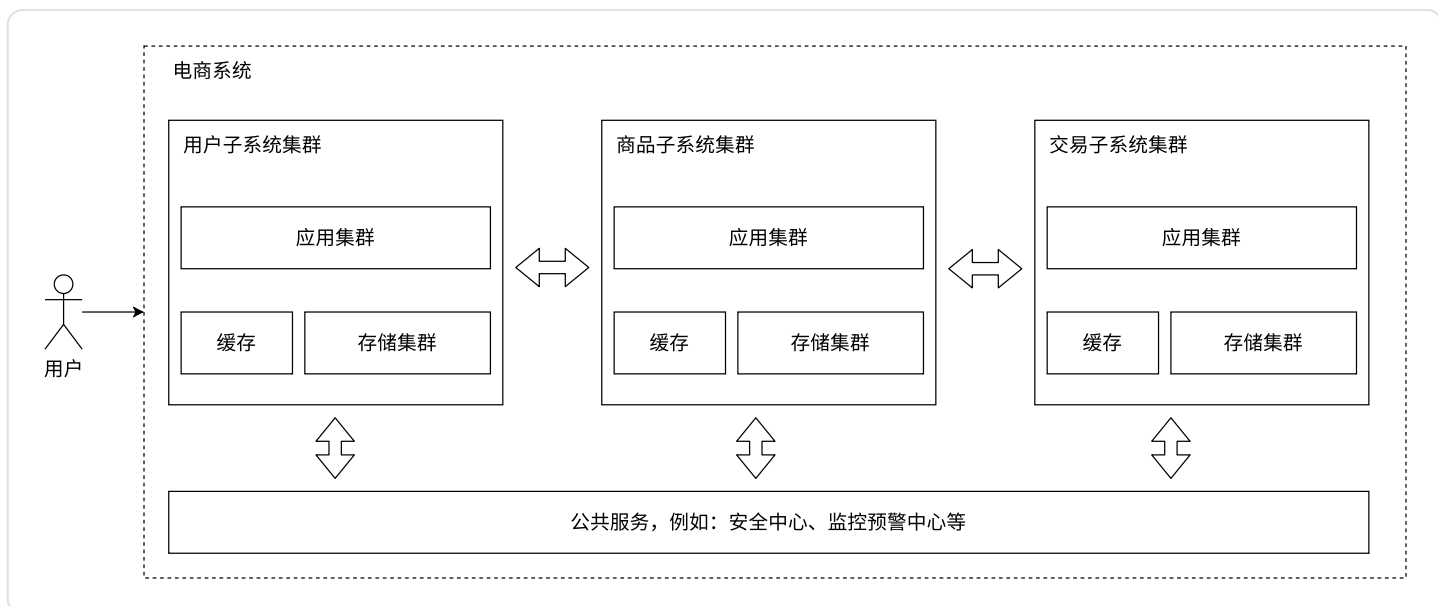 电商系统
用户子系统集群
应用集群
缓存
存储集群
商品子系统集群
应用集群
缓存
存储集群
交易子系统集群
应用集群
缓存
存储集群
用户
公共服务，例如：安全中心、监控预警中心等